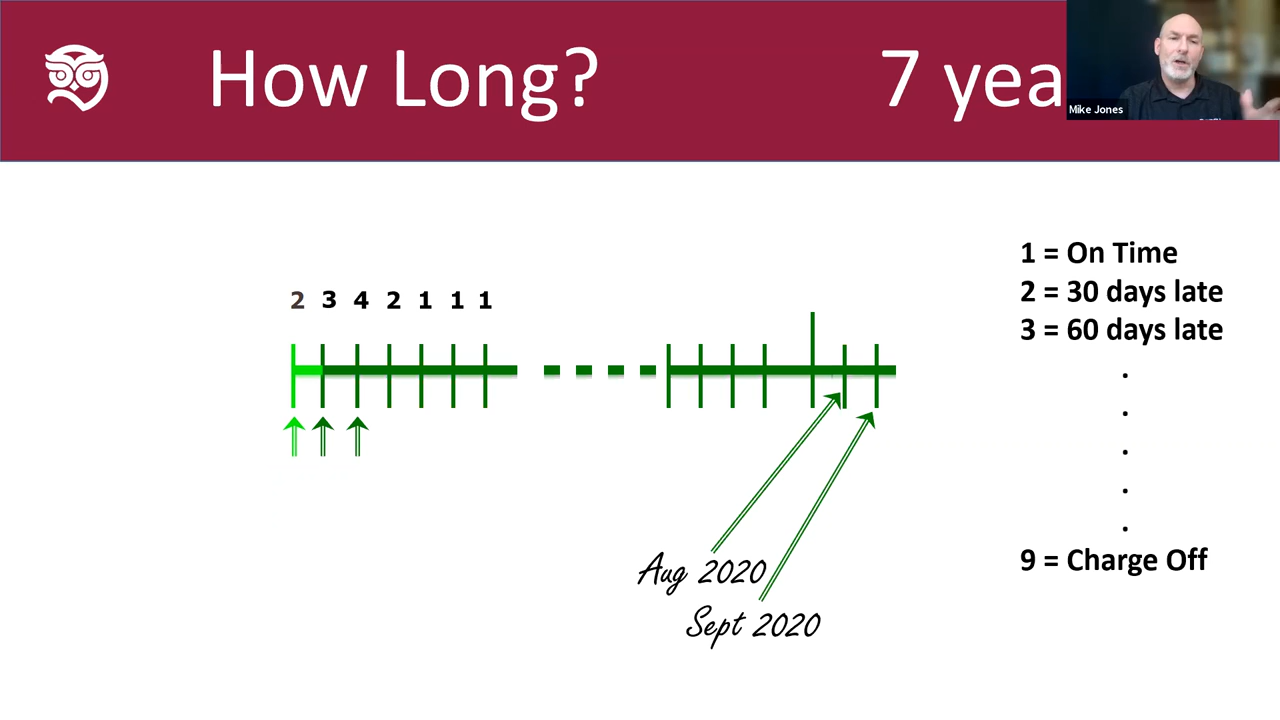 How Long?
7 yea
Mike Jones
2 3 4 2 1 1 1
1 = On Time
2 = 30 days late
3 = 60 days late
.
.
.
.
.
9 = Charge Off
Aug 2020
Sept 2020